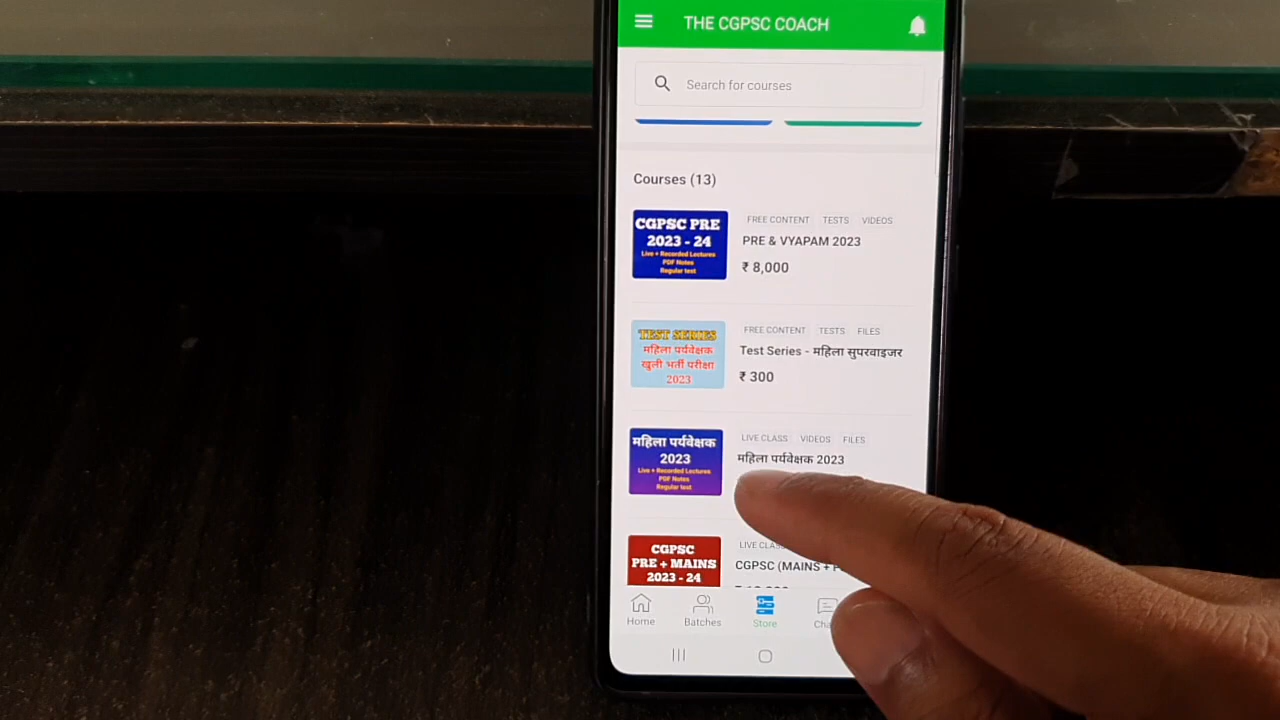 THE CGPSC COACH
Search for courses
Courses (13)
CGPSC PRE
2023 - 24
Live + Recorded Lectures
PDF Notes
Regular test
FREE CONTENT TESTS VIDEOS
PRE & VYAPAM 2023
₹ 8,000
TEST SERIES
महिला पर्यवेक्षक
खुली भर्ती परीक्षा
2023
FREE CONTENT TESTS FILES
Test Series - महिला सुपरवाइजर
₹ 300
महिला पर्यवेक्षक
2023
Live + Recorded Lectures
PDF Notes
Regular test
LIVE CLASS VIDEOS FILES
महिला पर्यवेक्षक 2023
CGPSC
PRE + MAINS
2023 - 24
LIVE
CGPSC (MAINS +
Home Batches Store